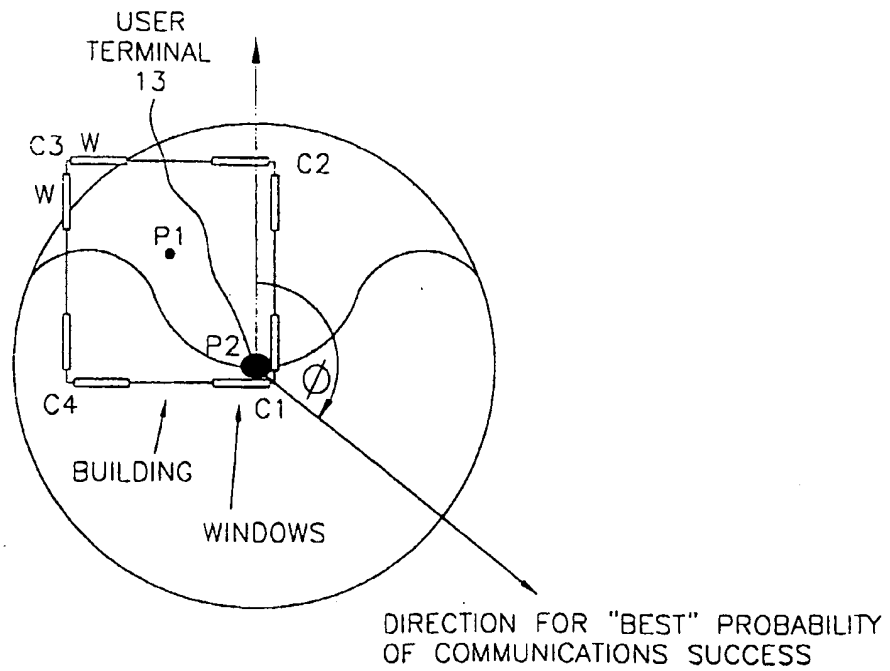 USER
TERMINAL
13
C3 W
C2
W
P1
P2
Ø
C4
C1
BUILDING
WINDOWS
DIRECTION FOR "BEST" PROBABILITY
OF COMMUNICATIONS SUCCESS